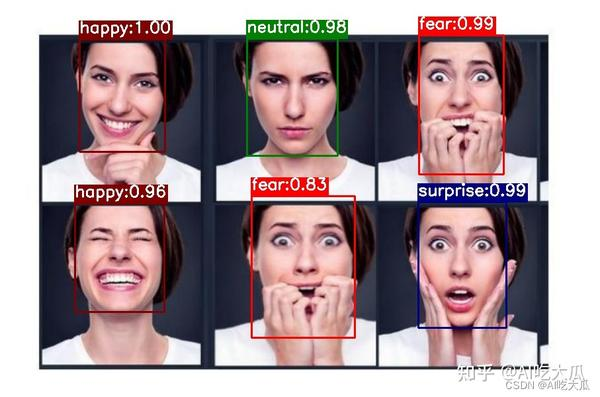 happy:1.00
neutral:0.98
fear:0.99
happy:0.96
fear:0.83
surprise:0.99
知乎 @AI吃大瓜
CSDN @AI吃大瓜